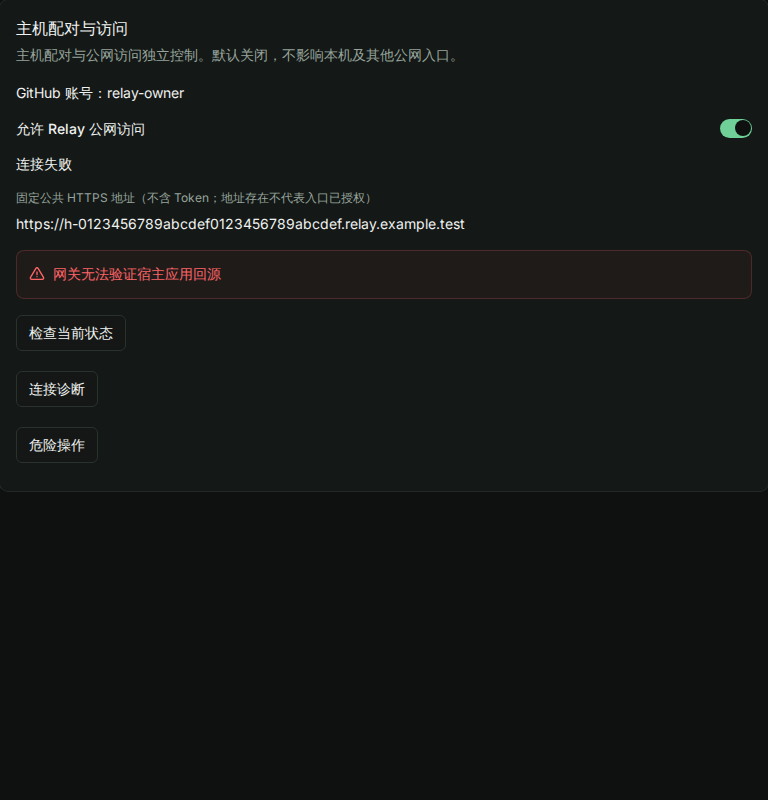 主机配对与访问
主机配对与公网访问独立控制。默认关闭，不影响本机及其他公网入口。
GitHub 账号：relay-owner
允许 Relay 公网访问
连接失败
固定公共 HTTPS 地址（不含 Token；地址存在不代表入口已授权）
https://h-0123456789abcdef0123456789abcdef.relay.example.test
网关无法验证宿主应用回源
检查当前状态
连接诊断
危险操作